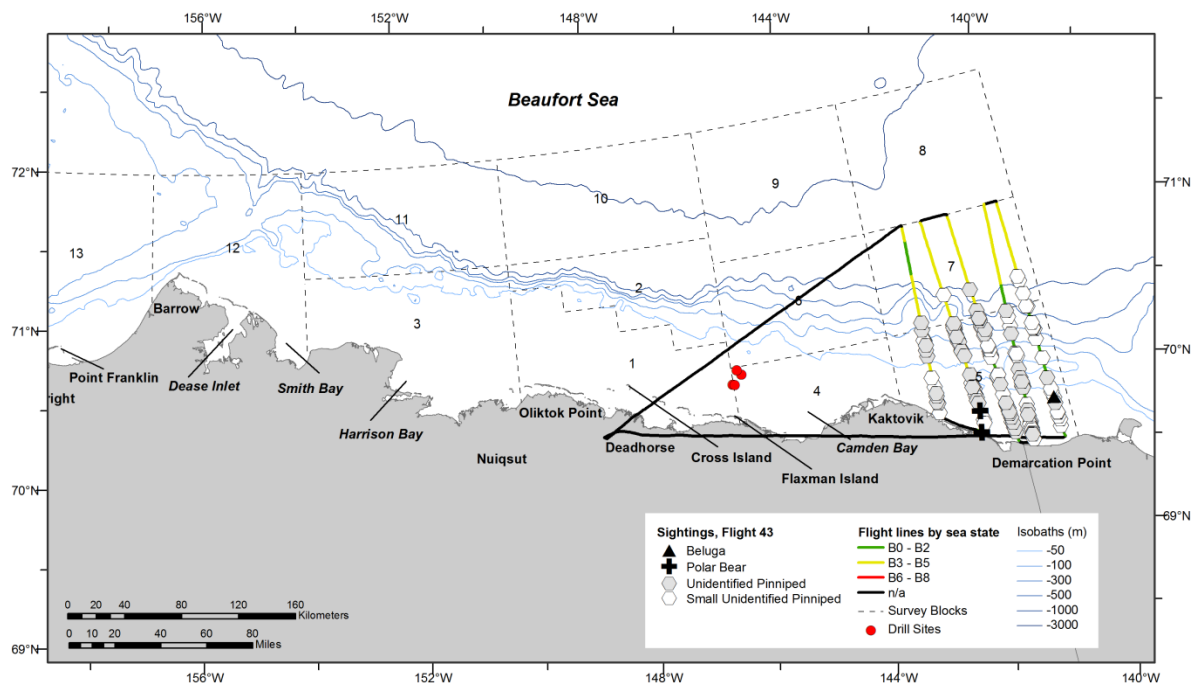 156°W 152°W 148°W 144°W 140°W
Beaufort Sea
72°N
71°N
8
9
10
11
12
13
7
2
6
3
71°N
70°N
1
5
4
Barrow
Point Franklin
Dease Inlet
right
Smith Bay
Harrison Bay
Oliktok Point
Nuiqsut
Deadhorse
Cross Island
Flaxman Island
Camden Bay
Kaktovik
Demarcation Point
70°N
69°N
Sightings, Flight 43
Beluga
Polar Bear
Unidentified Pinniped
Small Unidentified Pinniped
Flight lines by sea state
B0 - B2
B3 - B5
B6 - B8
n/a
Survey Blocks
Drill Sites
Isobaths (m)
-50
-100
-300
-500
-1000
-3000
0 20 40 80 120 160
Kilometers
0 10 20 40 60 80
Miles
69°N
156°W 152°W 148°W 144°W 140°W